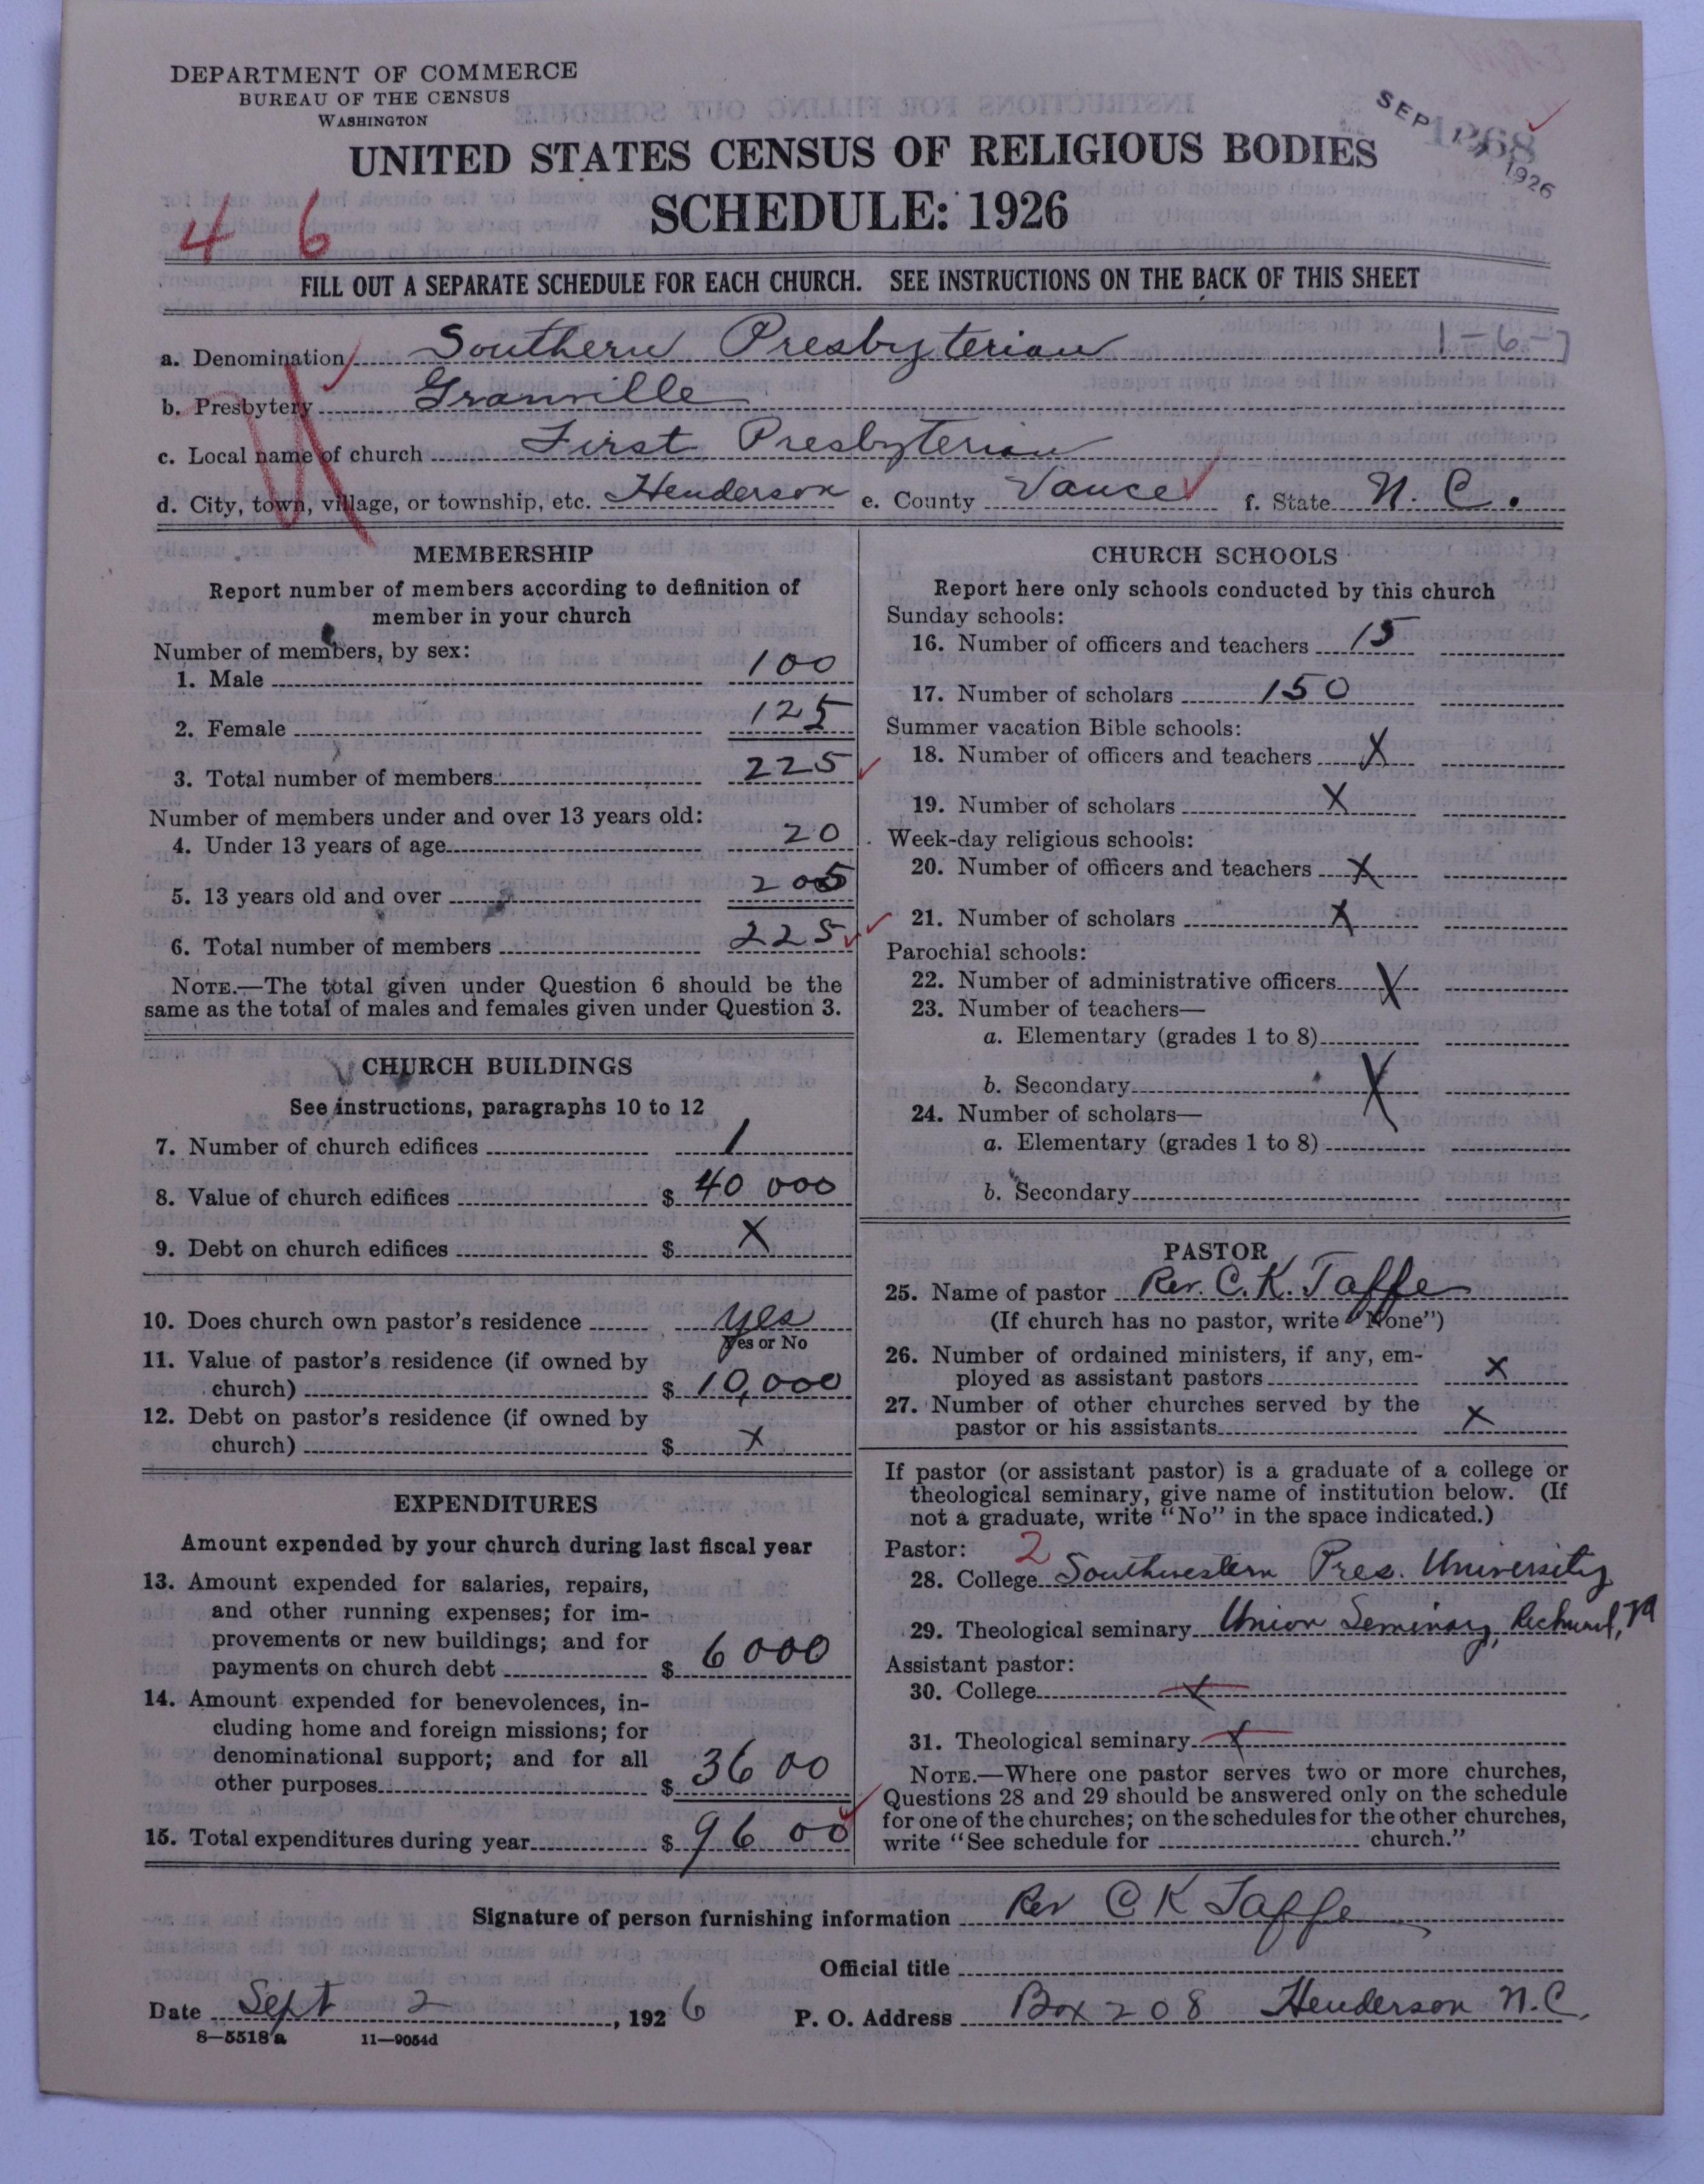 DEPARTMENT OF COMMERCE
BUREAU OF THE CENSUS
WASHINGTON
SEP 1926
1268
UNITED STATES CENSUS OF RELIGIOUS BODIES
SCHEDULE: 1926
4 6
FILL OUT A SEPARATE SCHEDULE FOR EACH CHURCH. SEE INSTRUCTIONS ON THE BACK OF THIS SHEET
a. Denomination Southern Presbyterian 1-6-
b. Presbytery Granville
c. Local name of church First Presbyterian
d. City, town, village, or township, etc. Henderson e. County Vance f. State N. C.
MEMBERSHIP
Report number of members according to definition of
member in your church
Number of members, by sex:
1. Male 100
2. Female 125
3. Total number of members 225
Number of members under and over 13 years old:
4. Under 13 years of age 20
5. 13 years old and over 205
6. Total number of members 225
NOTE.—The total given under Question 6 should be the
same as the total of males and females given under Question 3.
CHURCH BUILDINGS
See instructions, paragraphs 10 to 12
7. Number of church edifices 1
8. Value of church edifices $ 40 000
9. Debt on church edifices $ X
10. Does church own pastor's residence yes
Yes or No
11. Value of pastor's residence (if owned by
church) $ 10,000
12. Debt on pastor's residence (if owned by
church) $ X
EXPENDITURES
Amount expended by your church during last fiscal year
13. Amount expended for salaries, repairs,
and other running expenses; for im-
provements or new buildings; and for
payments on church debt $ 6 000
14. Amount expended for benevolences, in-
cluding home and foreign missions; for
denominational support; and for all
other purposes $ 36 00
15. Total expenditures during year $ 96 00
CHURCH SCHOOLS
Report here only schools conducted by this church
Sunday schools:
16. Number of officers and teachers 15
17. Number of scholars 150
Summer vacation Bible schools:
18. Number of officers and teachers X
19. Number of scholars X
Week-day religious schools:
20. Number of officers and teachers X
21. Number of scholars X
Parochial schools:
22. Number of administrative officers X
23. Number of teachers—
a. Elementary (grades 1 to 8)
b. Secondary X
24. Number of scholars—
a. Elementary (grades 1 to 8)
b. Secondary
PASTOR
25. Name of pastor Rev. C. K. Taffe
(If church has no pastor, write "None")
26. Number of ordained ministers, if any, em-
ployed as assistant pastors X
27. Number of other churches served by the
pastor or his assistants X
If pastor (or assistant pastor) is a graduate of a college or
theological seminary, give name of institution below. (If
not a graduate, write "No" in the space indicated.)
Pastor: 2
28. College Southwestern Pres. University
29. Theological seminary Union Seminary, Richmond, Va
Assistant pastor:
30. College X
31. Theological seminary X
NOTE.—Where one pastor serves two or more churches,
Questions 28 and 29 should be answered only on the schedule
for one of the churches; on the schedules for the other churches,
write "See schedule for church."
Signature of person furnishing information Rev C K Taffe
Official title
Date Sept 2, 1926 P. O. Address Box 208 Henderson N.C.
8—5518a 11—9054d